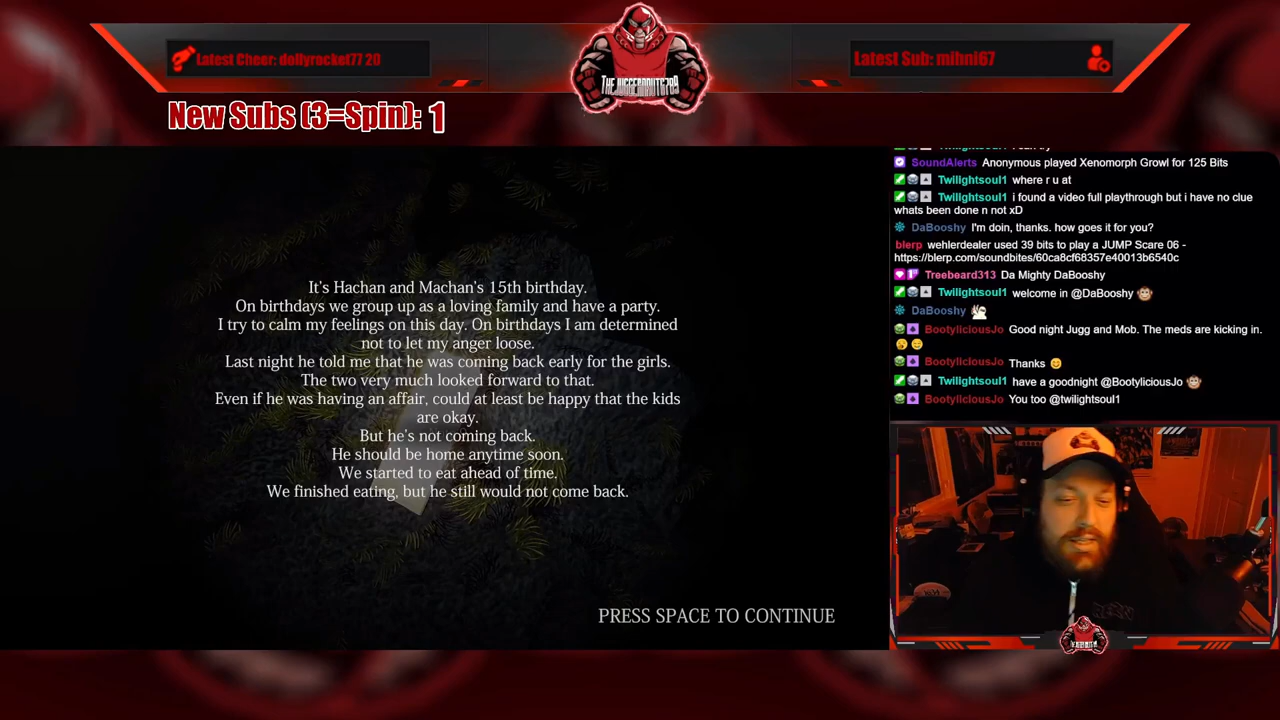 Latest Cheer: dollyrocket77 20
THEJUGGERNAUT6789
Latest Sub: mihni67
New Subs (3=Spin): 1
It's Hachan and Machan's 15th birthday.
On birthdays we group up as a loving family and have a party.
I try to calm my feelings on this day. On birthdays I am determined
not to let my anger loose.
Last night he told me that he was coming back early for the girls.
The two very much looked forward to that.
Even if he was having an affair, could at least be happy that the kids
are okay.
But he's not coming back.
He should be home anytime soon.
We started to eat ahead of time.
We finished eating, but he still would not come back.
PRESS SPACE TO CONTINUE
SoundAlerts Anonymous played Xenomorph Growl for 125 Bits
Twilightsoul1 where r u at
Twilightsoul1 i found a video full playthrough but i have no clue
whats been done n not xD
DaBooshy I'm doin, thanks. how goes it for you?
blerp wehlerdealer used 39 bits to play a JUMP Scare 06 -
https://blerp.com/soundbites/60ca8cf68357e40013b6540c
Treebeard313 Da Mighty DaBooshy
Twilightsoul1 welcome in @DaBooshy
DaBooshy
BootyliciousJo Good night Jugg and Mob. The meds are kicking in.
BootyliciousJo Thanks
Twilightsoul1 have a goodnight @BootyliciousJo
BootyliciousJo You too @twilightsoul1